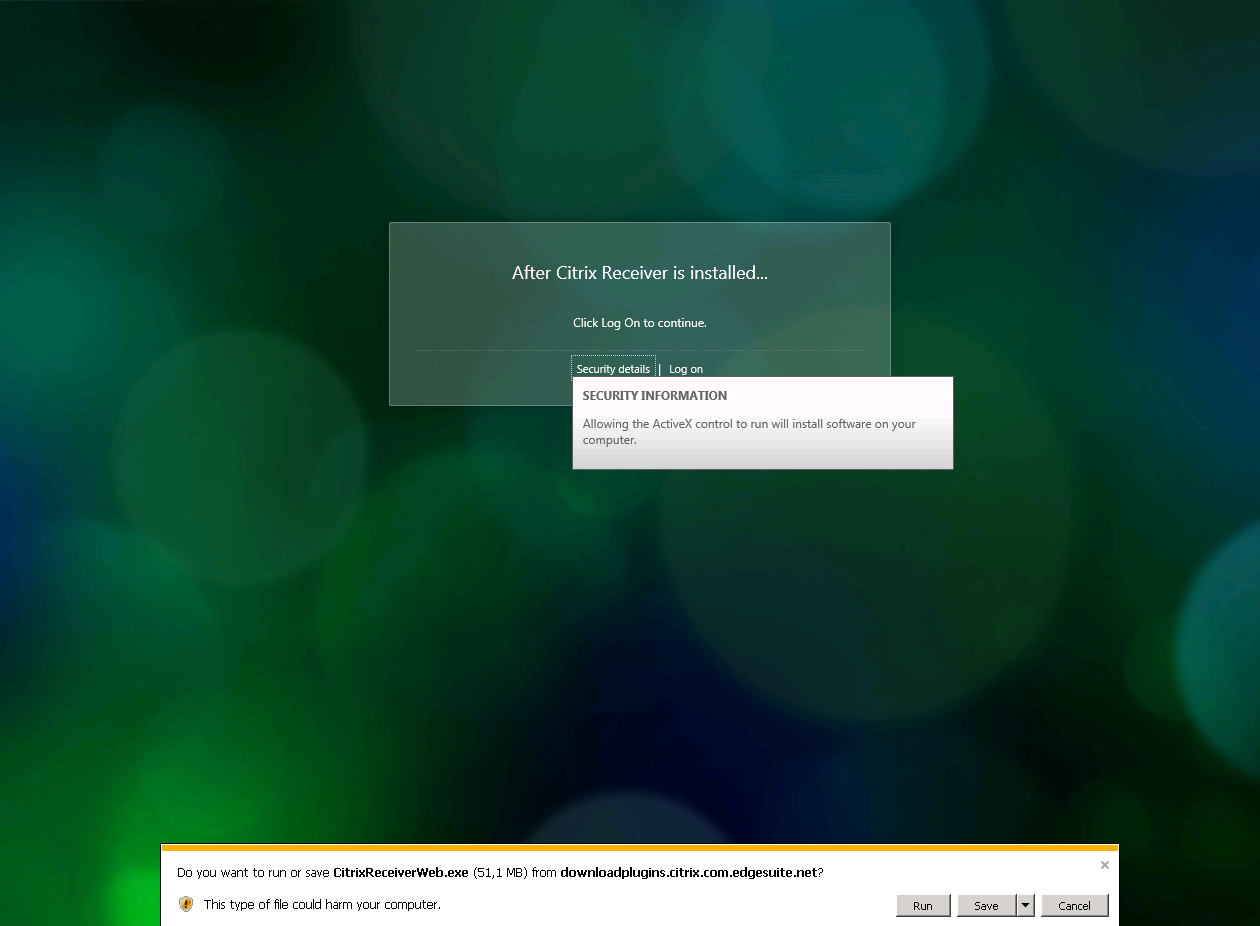 After Citrix Receiver is installed...
Click Log On to continue.
Security details | Log on
SECURITY INFORMATION
Allowing the ActiveX control to run will install software on your
computer.
Do you want to run or save CitrixReceiverWeb.exe (51,1 MB) from downloadplugins.citrix.com.edgesuite.net?
This type of file could harm your computer.
Run Save Cancel